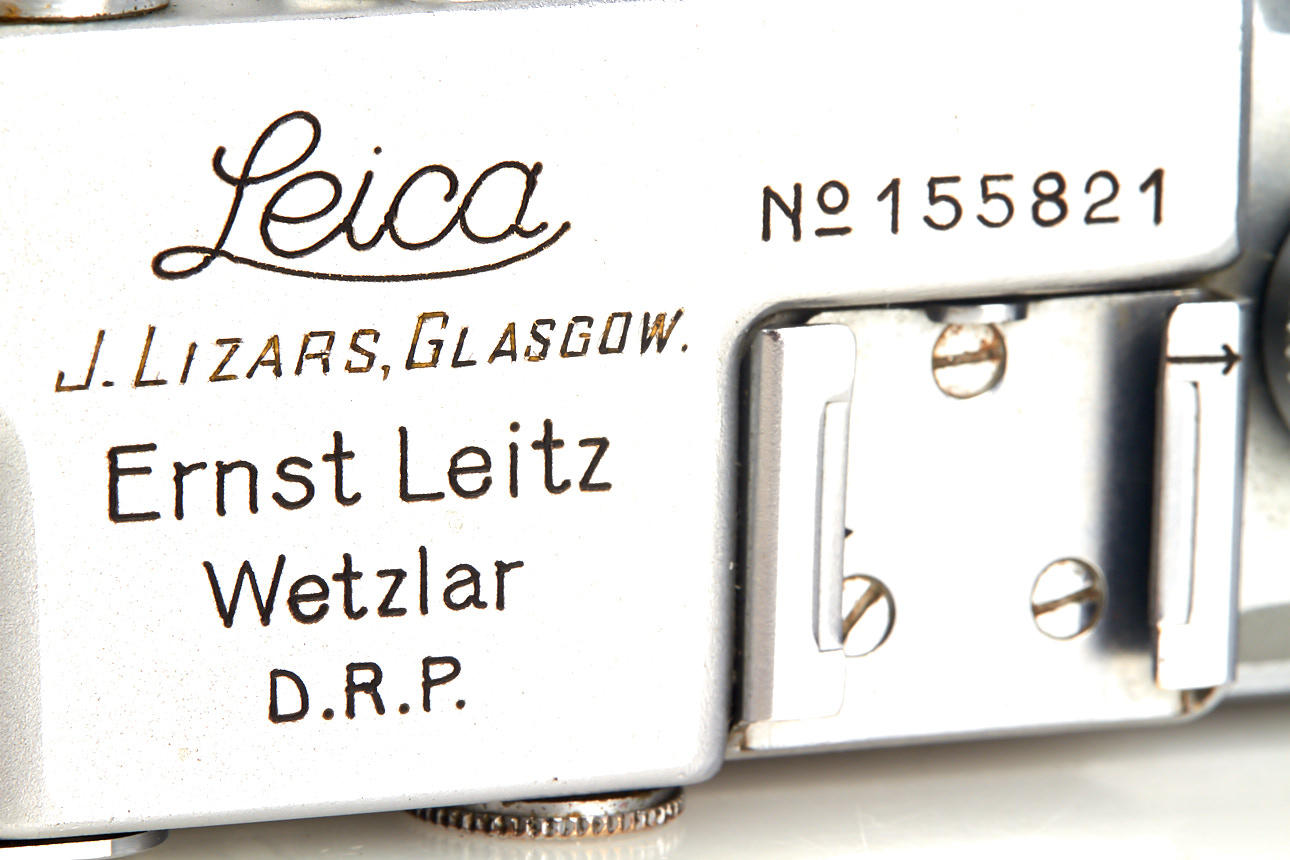 Leica
J. LIZARS, GLASGOW.
Ernst Leitz
Wetzlar
D.R.P.
Nº 155821